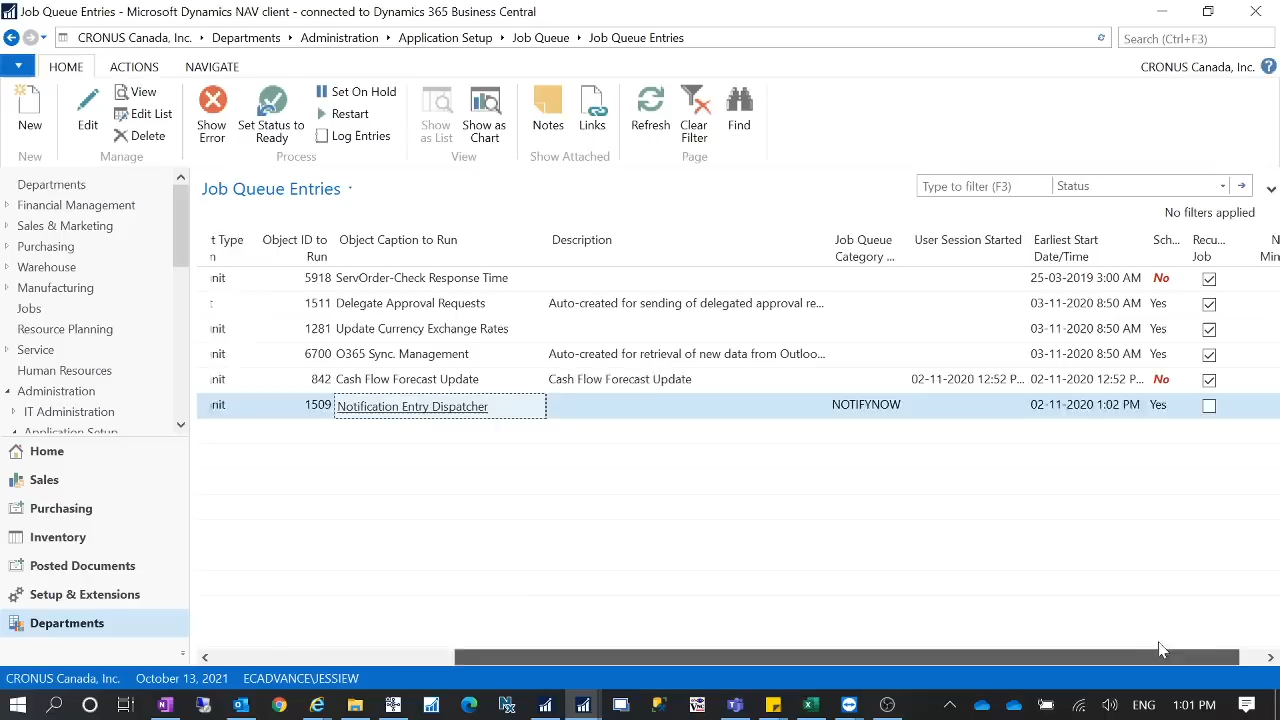 Job Queue Entries - Microsoft Dynamics NAV client - connected to Dynamics 365 Business Central
CRONUS Canada, Inc. Departments Administration Application Setup Job Queue Job Queue Entries
Search (Ctrl+F3)
HOME ACTIONS NAVIGATE
CRONUS Canada, Inc.
New
Edit
View
Edit List
Delete
Show Error
Set Status to Ready
Set On Hold
Restart
Log Entries
Show as List
Show as Chart
Notes
Links
Refresh
Clear Filter
Find
New Manage Process View Show Attached Page
Departments
Financial Management
Sales & Marketing
Purchasing
Warehouse
Manufacturing
Jobs
Resource Planning
Service
Human Resources
Administration
IT Administration
Application Setup
Home
Sales
Purchasing
Inventory
Posted Documents
Setup & Extensions
Departments
Job Queue Entries
Type to filter (F3) Status
No filters applied
t Type Object ID to Object Caption to Run Description Job Queue User Session Started Earliest Start Sch... Recu... N
n Run Category ... Date/Time Job Min
unit 5918 ServOrder-Check Response Time 25-03-2019 3:00 AM No
t 1511 Delegate Approval Requests Auto-created for sending of delegated approval re... 03-11-2020 8:50 AM Yes
unit 1281 Update Currency Exchange Rates 03-11-2020 8:50 AM Yes
unit 6700 O365 Sync. Management Auto-created for retrieval of new data from Outloo... 03-11-2020 8:50 AM Yes
unit 842 Cash Flow Forecast Update Cash Flow Forecast Update 02-11-2020 12:52 P... 02-11-2020 12:52 P... No
unit 1509 Notification Entry Dispatcher NOTIFYNOW 02-11-2020 1:02 PM Yes
CRONUS Canada, Inc. October 13, 2021 ECADVANCE\JESSIEW
ENG 1:01 PM